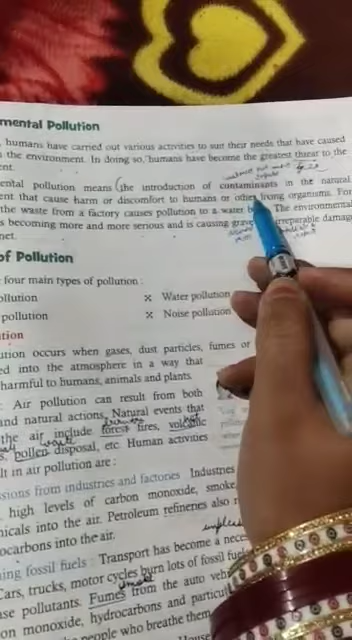 mental Pollution
humans have carried out various activities to suit their needs that have caused
the environment. In doing so, humans have become the greatest threat to the
ent.
ental pollution means (the introduction of contaminants in the natural
ent that cause harm or discomfort to humans or other living organisms. For
the waste from a factory causes pollution to a water The environmental
s becoming more and more serious and is causing grave irreparable damag
net.
of Pollution
four main types of pollution :
ollution × Water pollution
pollution × Noise pollution
ution
ution occurs when gases, dust particles, fumes or
ed into the atmosphere in a way that
harmful to humans, animals and plants.
: Air pollution can result from both
and natural actions. Natural events that
the air include forest fires, volcanic
s, pollen disposal, etc. Human activities
lt in air pollution are :
ssions from industries and factories Industries
high levels of carbon monoxide, smoke,
micals into the air. Petroleum refineries also r
ocarbons into the air.
ning fossil fuels : Transport has become a nece
Cars, trucks, motor cycles burn lots of fossil fuel
se pollutants. Fumes from the auto veh
on monoxide, hydrocarbons and particu
people who breathe them